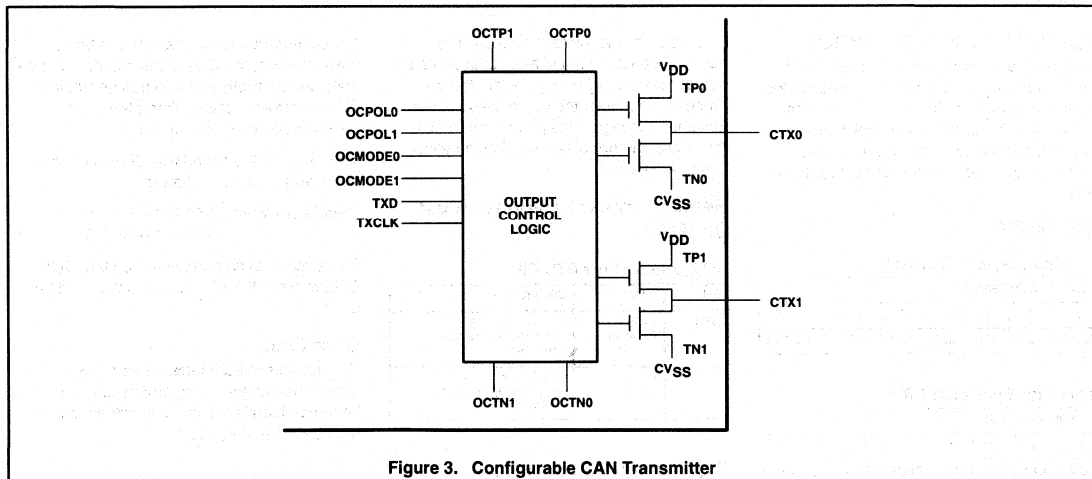 OCTP1 OCTP0
VDD
TP0
OCPOL0
OCPOL1
OCMODE0
OCMODE1
TXD
TXCLK
OUTPUT
CONTROL
LOGIC
CTX0
TN0
CVSS
VDD
TP1
CTX1
TN1
CVSS
OCTN1 OCTN0
Figure 3. Configurable CAN Transmitter